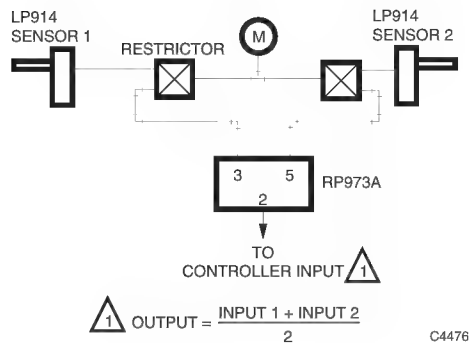 LP914
SENSOR 1
RESTRICTOR
M
LP914
SENSOR 2
3 5
2
RP973A
TO
CONTROLLER INPUT 1
1 OUTPUT = INPUT 1 + INPUT 2
2
C4476